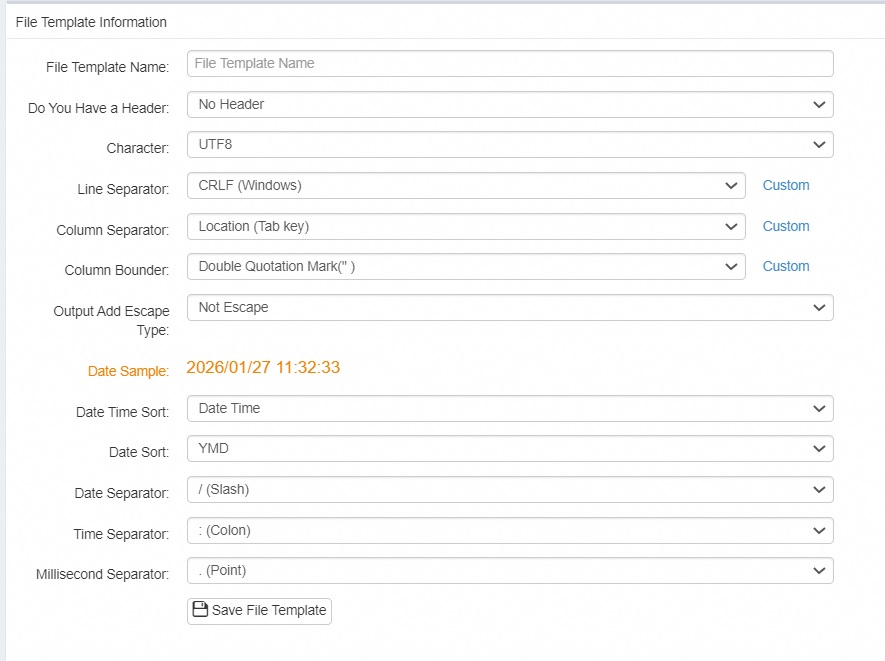 File Template Information
File Template Name: File Template Name
Do You Have a Header: No Header
Character: UTF8
Line Separator: CRLF (Windows) Custom
Column Separator: Location (Tab key) Custom
Column Bounder: Double Quotation Mark(" ) Custom
Output Add Escape Type: Not Escape
Date Sample: 2026/01/27 11:32:33
Date Time Sort: Date Time
Date Sort: YMD
Date Separator: / (Slash)
Time Separator: : (Colon)
Millisecond Separator: . (Point)
Save File Template